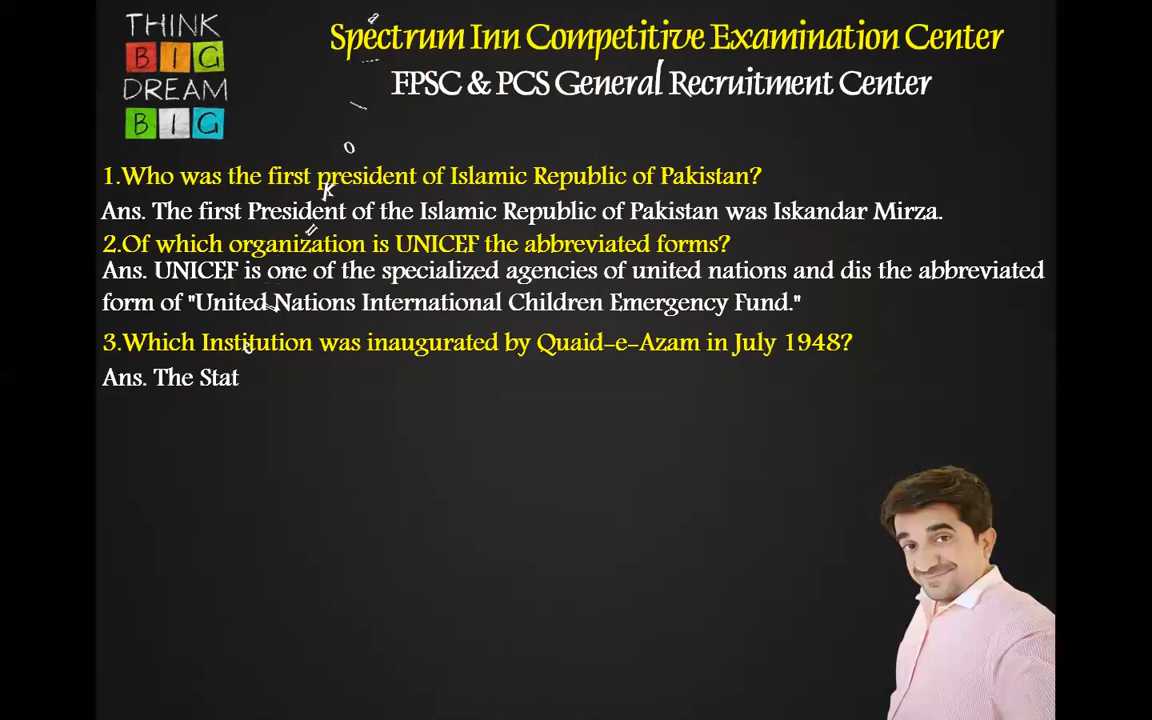 THINK
BIG
DREAM
BIG
Spectrum Inn Competitive Examination Center
FPSC & PCS General Recruitment Center
1.Who was the first president of Islamic Republic of Pakistan?
Ans. The first President of the Islamic Republic of Pakistan was Iskandar Mirza.
2.Of which organization is UNICEF the abbreviated forms?
Ans. UNICEF is one of the specialized agencies of united nations and dis the abbreviated
form of "United Nations International Children Emergency Fund."
3.Which Institution was inaugurated by Quaid-e-Azam in July 1948?
Ans. The Stat